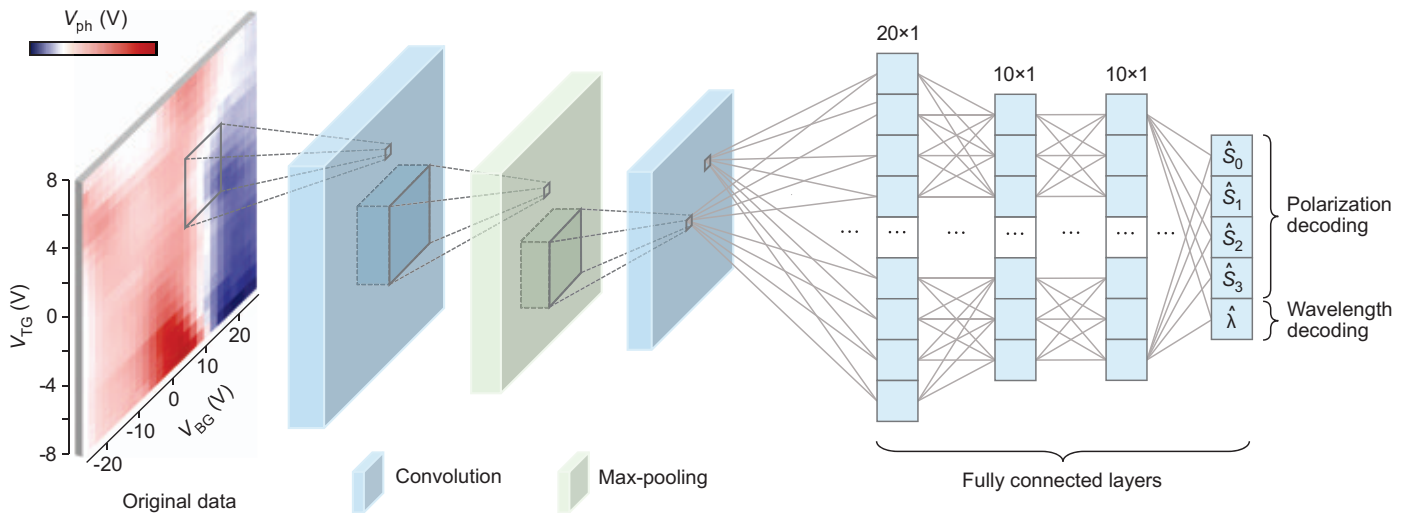 V_ph (V)
8
4
0
-4
-8
V_TG (V)
-20
-10
0
10
20
V_BG (V)
Original data
Convolution
Max-pooling
20×1
10×1
10×1
... ... ... ... ... ... ...
Ŝ_0
Ŝ_1
Ŝ_2
Ŝ_3
λ̂
Polarization
decoding
Wavelength
decoding
Fully connected layers